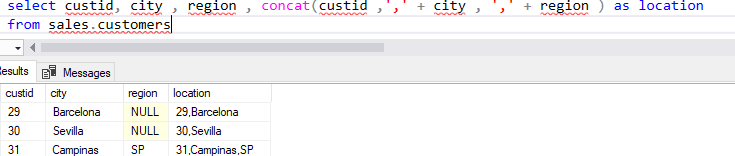 select custid, city , region , concat(custid ,',' + city , ',' + region ) as location
from sales.customers
Results Messages
custid city region location
29 Barcelona NULL 29,Barcelona
30 Sevilla NULL 30,Sevilla
31 Campinas SP 31,Campinas,SP